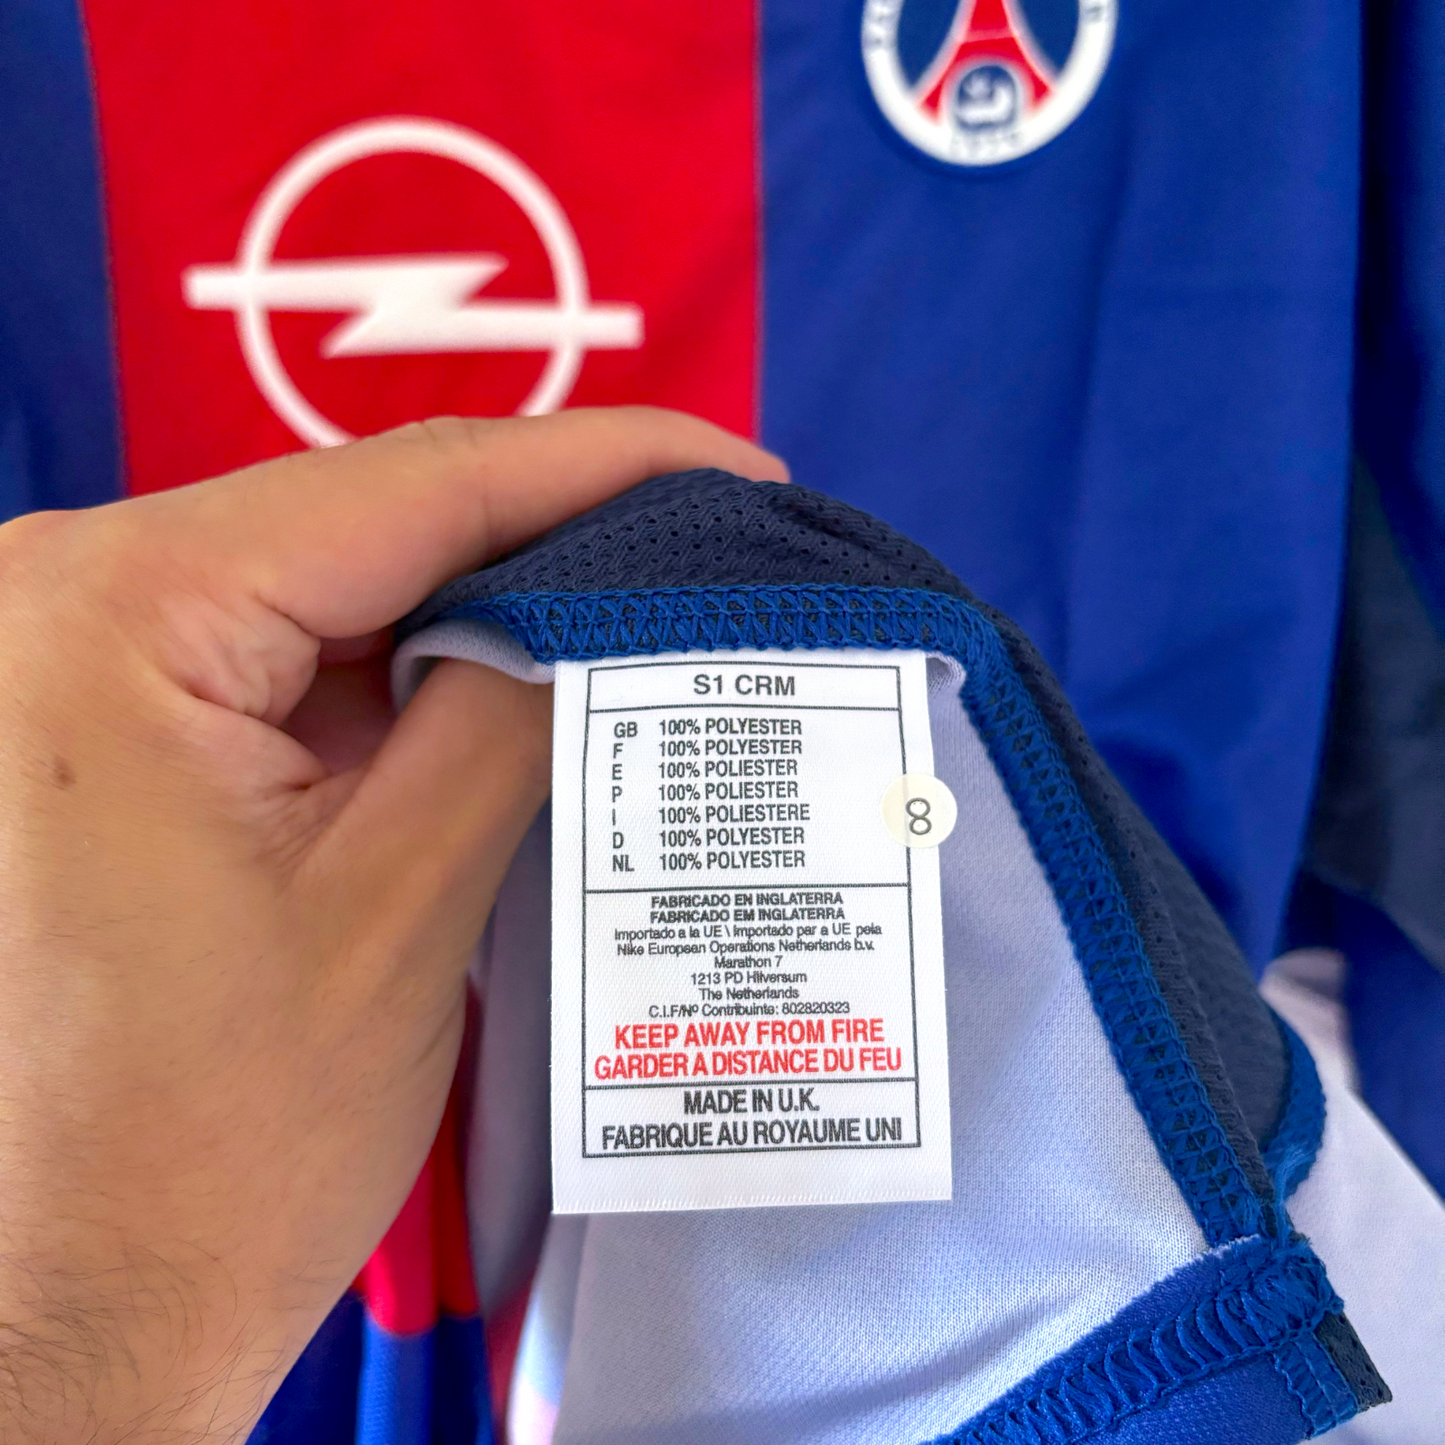 S1 CRM
GB 100% POLYESTER
F 100% POLYESTER
E 100% POLIESTER
P 100% POLIESTER
I 100% POLIESTERE
D 100% POLYESTER
NL 100% POLYESTER
8
FABRICADO EN INGLATERRA
FABRICADO EM INGLATERRA
Importado a la UE \ Importado par a UE pela
Nike European Operations Netherlands b.v.
Marathon 7
1213 PD Hilversum
The Netherlands
C.I.F/Nº Contribuinte: 802820323
KEEP AWAY FROM FIRE
GARDER A DISTANCE DU FEU
MADE IN U.K.
FABRIQUE AU ROYAUME UNI